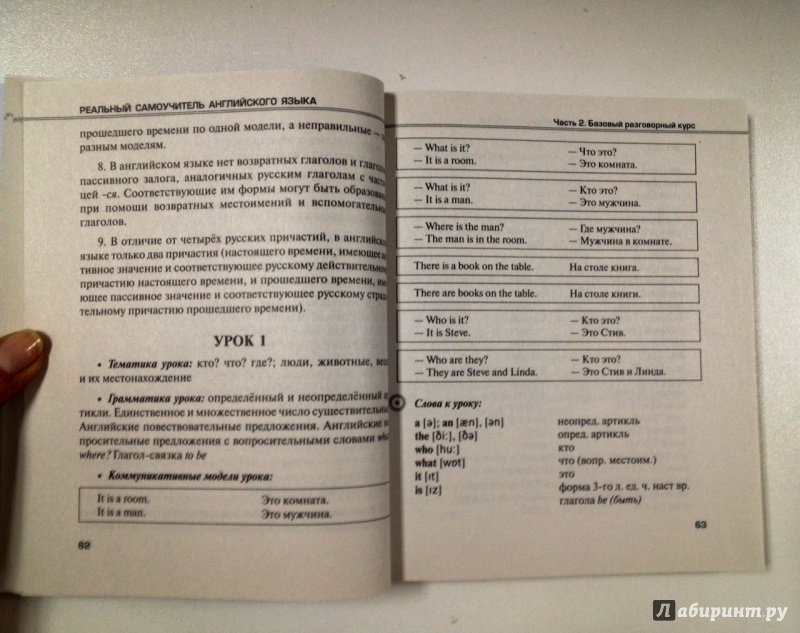 РЕАЛЬНЫЙ САМОУЧИТЕЛЬ АНГЛИЙСКОГО ЯЗЫКА
прошедшего времени по одной модели, а неправильные —
разным моделям.
8. В английском языке нет возвратных глаголов и
пассивного залога, аналогичных русским глаголам с
цей -ся. Соответствующие им формы могут быть
при помощи возвратных местоимений и
глаголов.
9. В отличие от четырёх русских причастий, в
языке только два причастия (настоящего времени, имеющее
тивное значение и соответствующее русскому
причастию настоящего времени, и прошедшего времени,
ющее пассивное значение и соответствующее русскому
тельному причастию прошедшего времени).
УРОК 1
• Тематика урока: кто? что? где?; люди, животные,
и их местонахождение
• Грамматика урока: определённый и неопределённый
тикли. Единственное и множественное число
Английские повествовательные предложения. Английские
просительные предложения с вопросительными словами
where? Глагол-связка to be
• Коммуникативные модели урока:
It is a room. Это комната.
It is a man. Это мужчина.
62
Часть 2. Базовый разговорный курс
— What is it? — Что это?
— It is a room. — Это комната.
— What is it? — Кто это?
— It is a man. — Это мужчина.
— Where is the man? — Где мужчина?
— The man is in the room. — Мужчина в комнате.
There is a book on the table. На столе книга.
There are books on the table. На столе книги.
— Who is it? — Кто это?
— It is Steve. — Это Стив.
— Who are they? — Кто это?
— They are Steve and Linda. — Это Стив и Линда.
Слова к уроку:
a [ə]; an [æn], [ən] неопред. артикль
the [ði:], [ðə] опред. артикль
who [hu:] кто
what [wɒt] что (вопр. местоим.)
it [ɪt] это
is [ɪz] форма 3-го л. ед. ч. наст вр.
глагола be (быть)
63
Лабиринт.ру